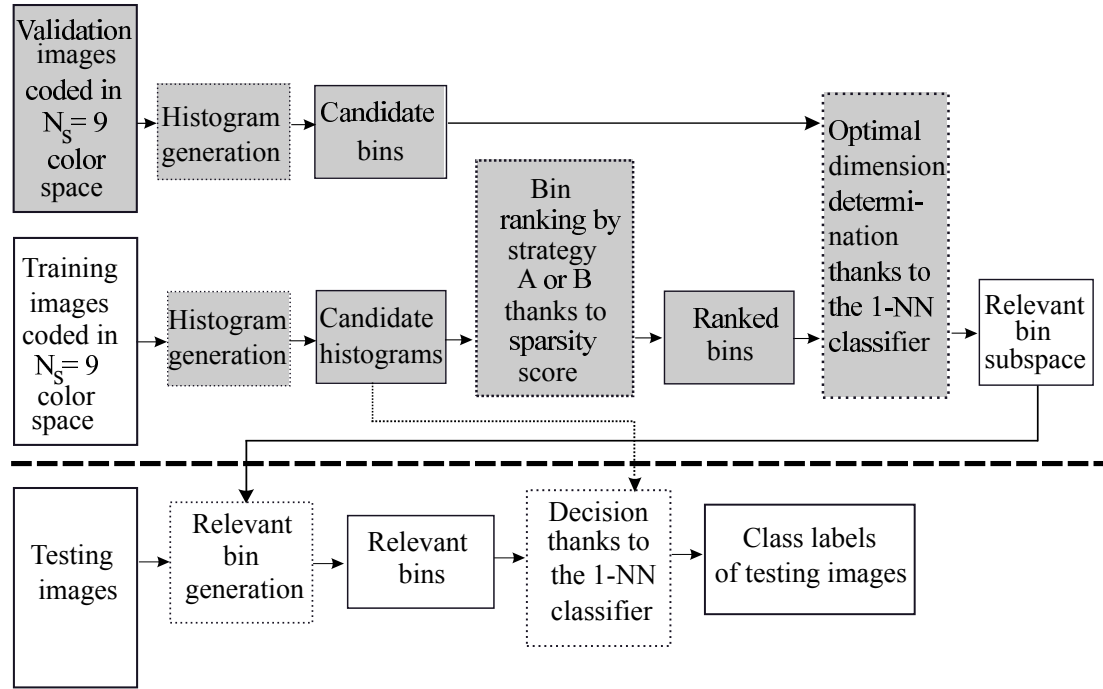 Validation
images
coded in
Ns= 9
color
space
Histogram
generation
Candidate
bins
Optimal
dimension
determi-
nation
thanks to
the 1-NN
classifier
Training
images
coded in
Ns= 9
color
space
Histogram
generation
Candidate
histograms
Bin
ranking by
strategy
A or B
thanks to
sparsity
score
Ranked
bins
Relevant
bin
subspace
Testing
images
Relevant
bin
generation
Relevant
bins
Decision
thanks to
the 1-NN
classifier
Class labels
of testing images